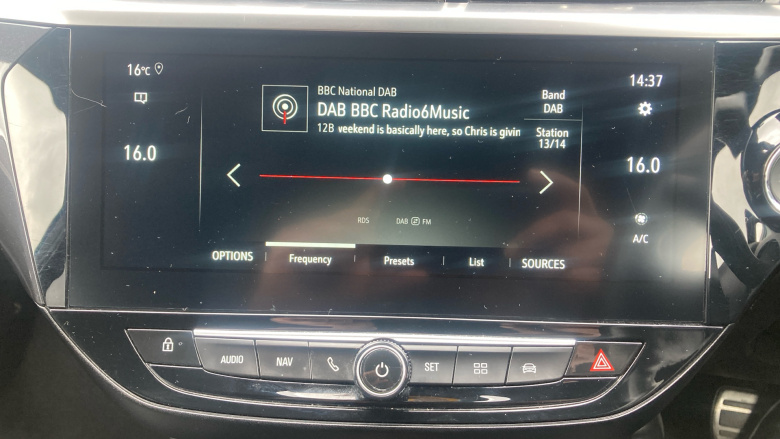 16°C
14:37
BBC National DAB
DAB BBC Radio6Music
12B weekend is basically here, so Chris is givin
Band
DAB
Station
13/14
16.0
16.0
RDS
DAB FM
A/C
OPTIONS
Frequency
Presets
List
SOURCES
AUDIO
NAV
SET